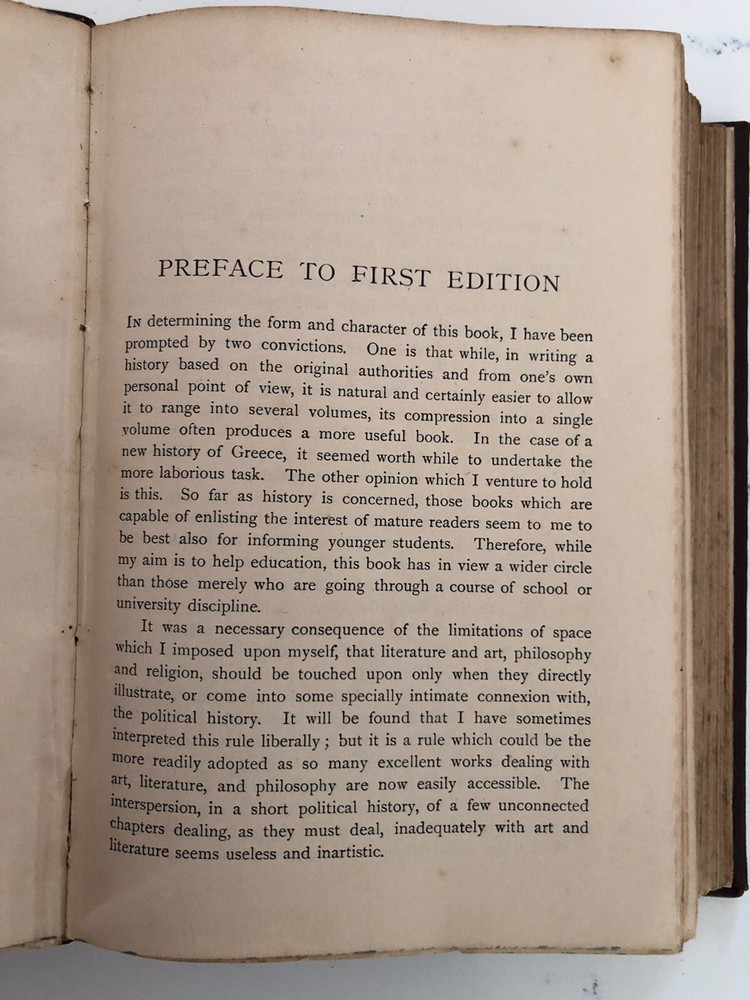 PREFACE TO FIRST EDITION
IN determining the form and character of this book, I have been
prompted by two convictions. One is that while, in writing a
history based on the original authorities and from one's own
personal point of view, it is natural and certainly easier to allow
it to range into several volumes, its compression into a single
volume often produces a more useful book. In the case of a
new history of Greece, it seemed worth while to undertake the
more laborious task. The other opinion which I venture to hold
is this. So far as history is concerned, those books which are
capable of enlisting the interest of mature readers seem to me to
be best also for informing younger students. Therefore, while
my aim is to help education, this book has in view a wider circle
than those merely who are going through a course of school or
university discipline.
It was a necessary consequence of the limitations of space
which I imposed upon myself, that literature and art, philosophy
and religion, should be touched upon only when they directly
illustrate, or come into some specially intimate connexion with,
the political history. It will be found that I have sometimes
interpreted this rule liberally; but it is a rule which could be the
more readily adopted as so many excellent works dealing with
art, literature, and philosophy are now easily accessible. The
interspersion, in a short political history, of a few unconnected
chapters dealing, as they must deal, inadequately with art and
literature seems useless and inartistic.